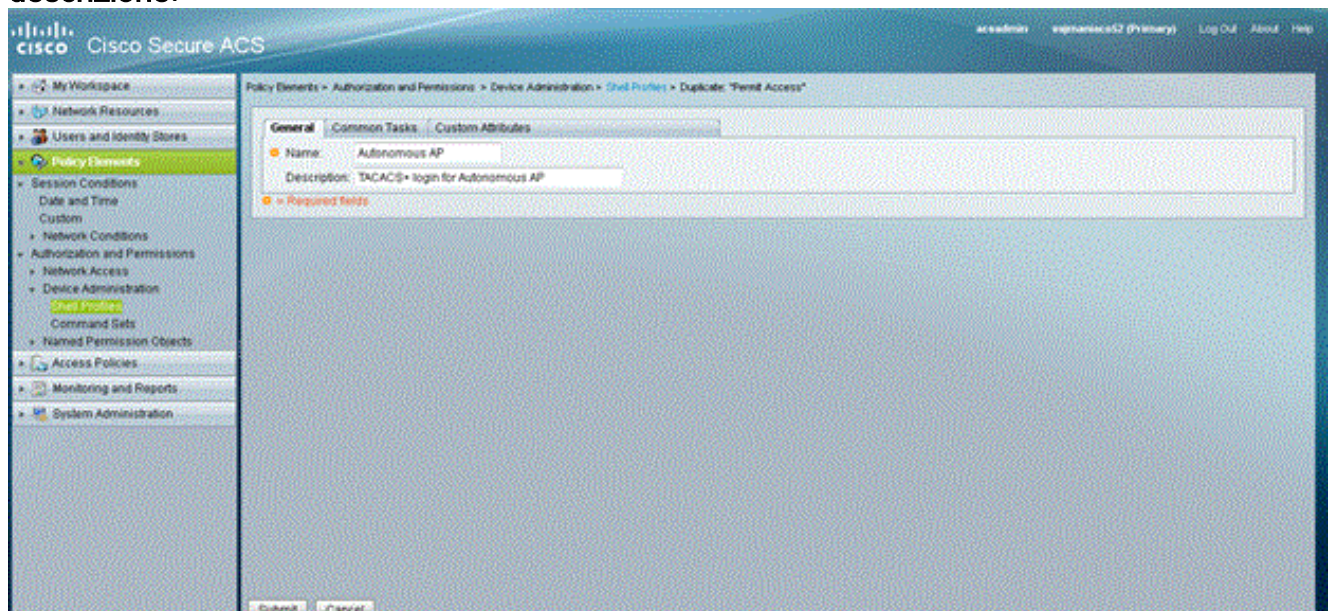 descrizione.
cisco Cisco Secure ACS
acsadmin (Primary) Log Out About Help
My Workspace
Network Resources
Users and Identity Stores
Policy Elements
Session Conditions
Date and Time
Custom
Network Conditions
Authorization and Permissions
Network Access
Device Administration
Shell Profiles
Command Sets
Named Permission Objects
Access Policies
Monitoring and Reports
System Administration
Policy Elements > Authorization and Permissions > Device Administration > Shell Profiles > Duplicate: "Permit Access"
General Common Tasks Custom Attributes
Name: Autonomous AP
Description: TACACS+ login for Autonomous AP
= Required fields
Submit Cancel